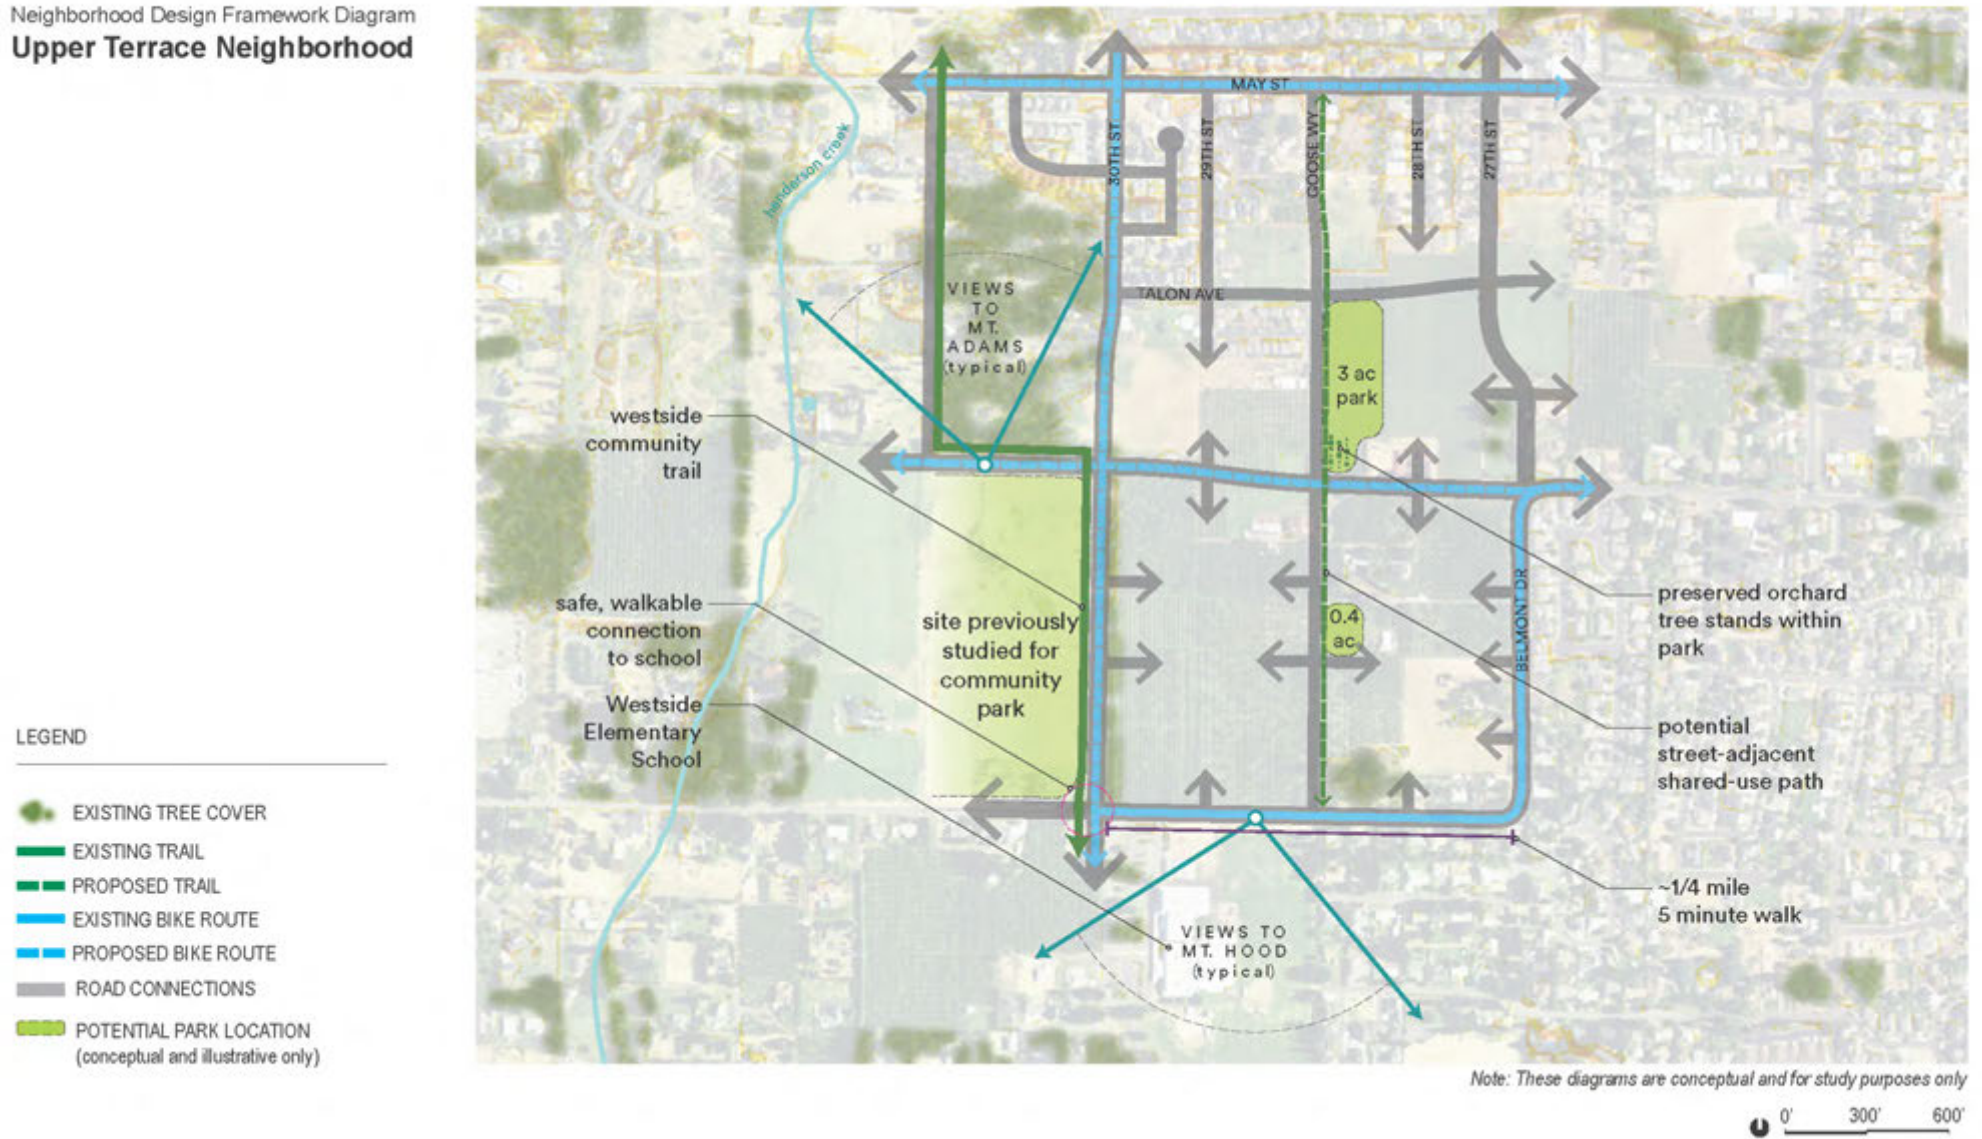 Neighborhood Design Framework Diagram
Upper Terrace Neighborhood
MAY ST
henderson creek
30TH ST
29TH ST
GOOSE WY
28TH ST
27TH ST
VIEWS
TO
MT.
ADAMS
(typical)
TALON AVE
3 ac
park
westside
community
trail
safe, walkable
connection
to school
Westside
Elementary
School
site previously
studied for
community
park
0.4
ac
BELMONT DR
preserved orchard
tree stands within
park
potential
street-adjacent
shared-use path
~1/4 mile
5 minute walk
VIEWS TO
MT. HOOD
(typical)
LEGEND
EXISTING TREE COVER
EXISTING TRAIL
PROPOSED TRAIL
EXISTING BIKE ROUTE
PROPOSED BIKE ROUTE
ROAD CONNECTIONS
POTENTIAL PARK LOCATION
(conceptual and illustrative only)
Note: These diagrams are conceptual and for study purposes only
0' 300' 600'